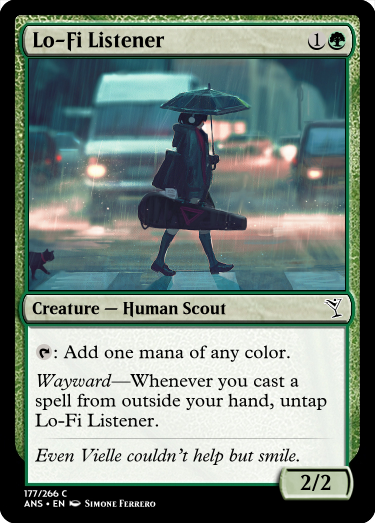 Lo-Fi Listener 1
Creature — Human Scout
: Add one mana of any color.
Wayward—Whenever you cast a
spell from outside your hand, untap
Lo-Fi Listener.
Even Vielle couldn't help but smile.
2/2
177/266 C
ANS • EN Simone Ferrero